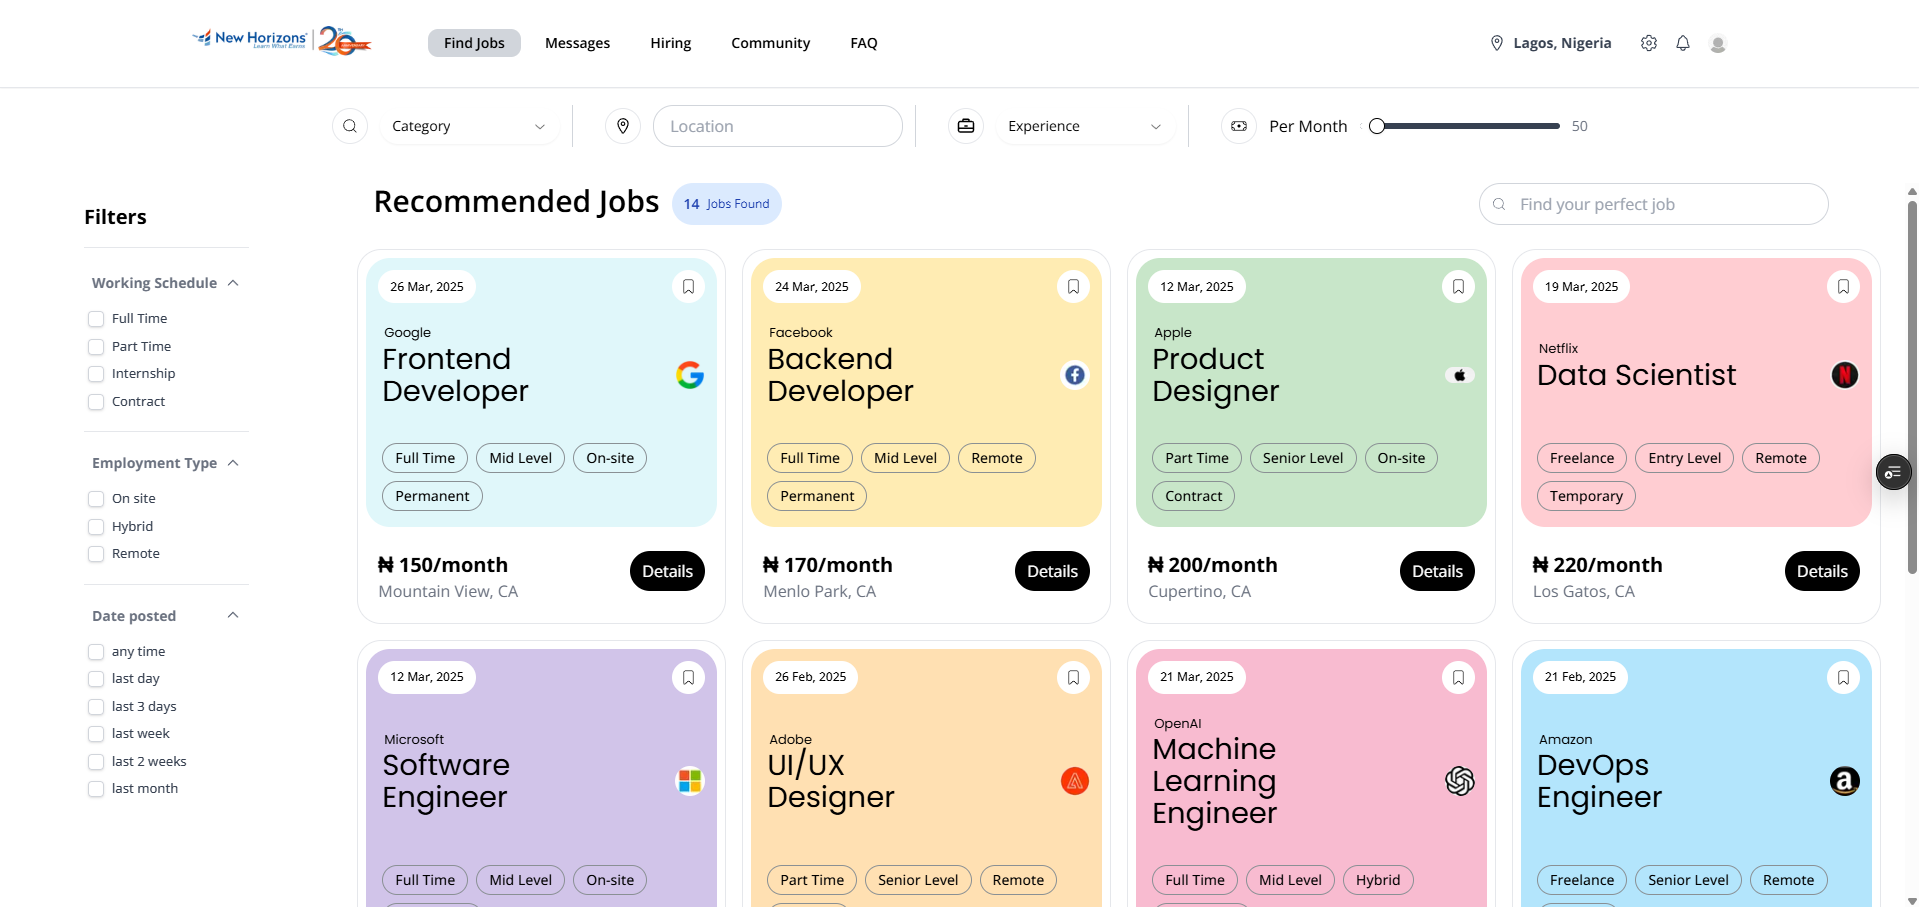 New Horizons
Learn What Earns
20TH
ANNIVERSARY
Find Jobs
Messages
Hiring
Community
FAQ
Lagos, Nigeria
Category
Location
Experience
Per Month
50
Filters
Working Schedule
Full Time
Part Time
Internship
Contract
Employment Type
On site
Hybrid
Remote
Date posted
any time
last day
last 3 days
last week
last 2 weeks
last month
Recommended Jobs
14 Jobs Found
Find your perfect job
26 Mar, 2025
Google
Frontend
Developer
Full Time
Mid Level
On-site
Permanent
₦ 150/month
Mountain View, CA
Details
24 Mar, 2025
Facebook
Backend
Developer
Full Time
Mid Level
Remote
Permanent
₦ 170/month
Menlo Park, CA
Details
12 Mar, 2025
Apple
Product
Designer
Part Time
Senior Level
On-site
Contract
₦ 200/month
Cupertino, CA
Details
19 Mar, 2025
Netflix
Data Scientist
N
Freelance
Entry Level
Remote
Temporary
₦ 220/month
Los Gatos, CA
Details
12 Mar, 2025
Microsoft
Software
Engineer
Full Time
Mid Level
On-site
26 Feb, 2025
Adobe
UI/UX
Designer
Part Time
Senior Level
Remote
21 Mar, 2025
OpenAI
Machine
Learning
Engineer
Full Time
Mid Level
Hybrid
21 Feb, 2025
Amazon
DevOps
Engineer
a
Freelance
Senior Level
Remote